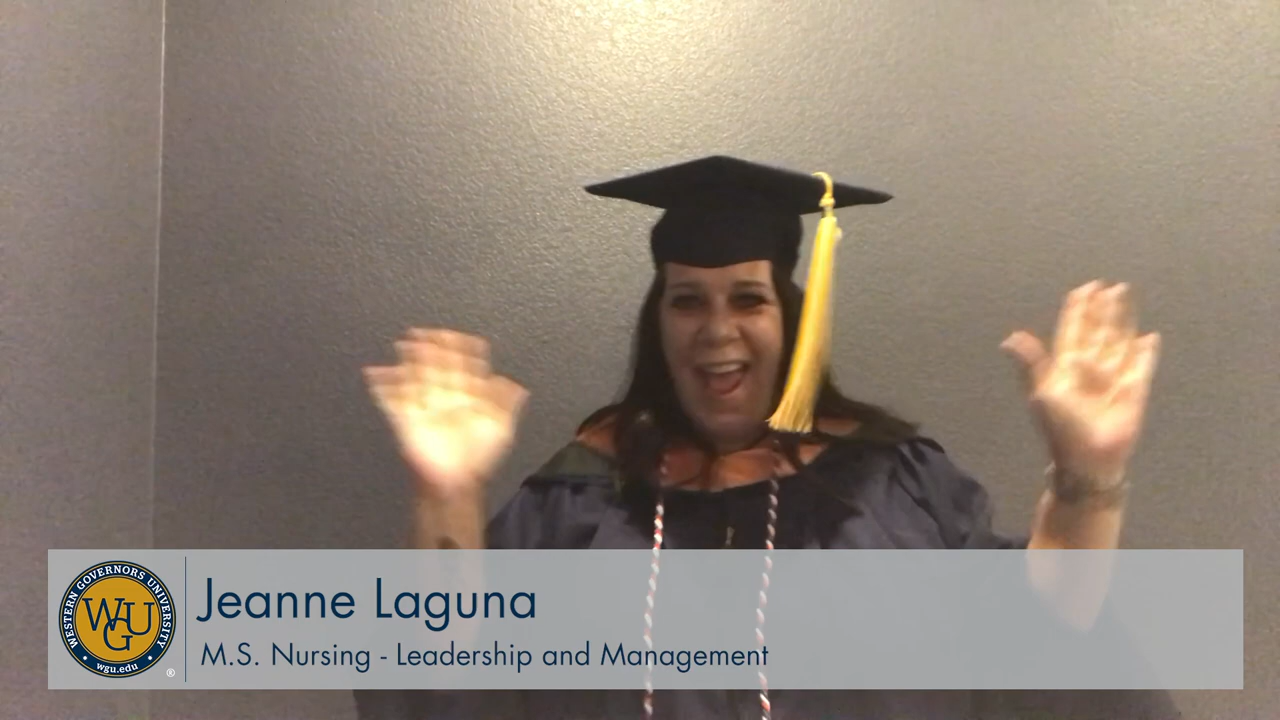 WESTERN GOVERNORS UNIVERSITY
WGU
wgu.edu
®
Jeanne Laguna
M.S. Nursing - Leadership and Management